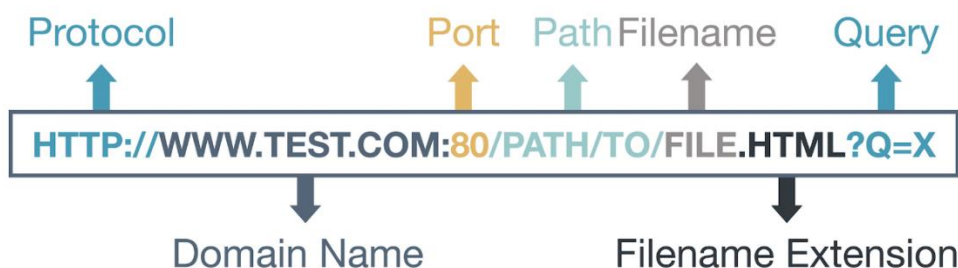 Protocol Port Path Filename Query
HTTP://WWW.TEST.COM:80/PATH/TO/FILE.HTML?Q=X
Domain Name Filename Extension